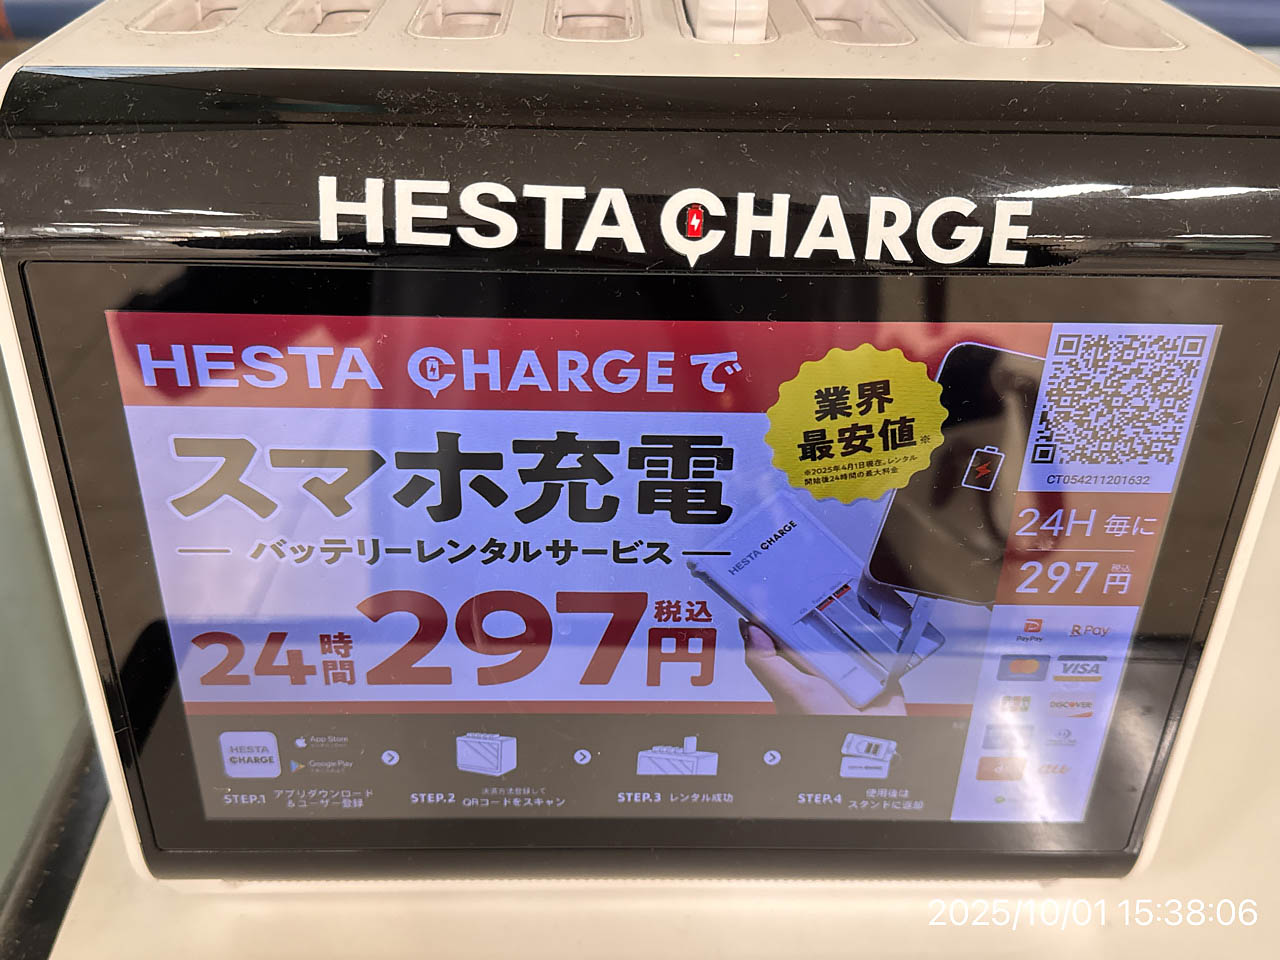 HESTA CHARGE
HESTA CHARGEで
スマホ充電
バッテリーレンタルサービス
24時間297円税込
業界
最安値※
※2025年4月1日現在。レンタル
開始後24時間の最大料金
HESTA CHARGE
CT054211201632
24H 毎に
297円税込
PayPay
R Pay
VISA
DISCOVER
HESTA
CHARGE
App Store
Google Play
STEP.1 アプリダウンロード
&ユーザー登録
STEP.2 決済方法登録して
QRコードをスキャン
STEP.3 レンタル成功
STEP.4 使用後は
スタンドに返却
2025/10/01 15:38:06